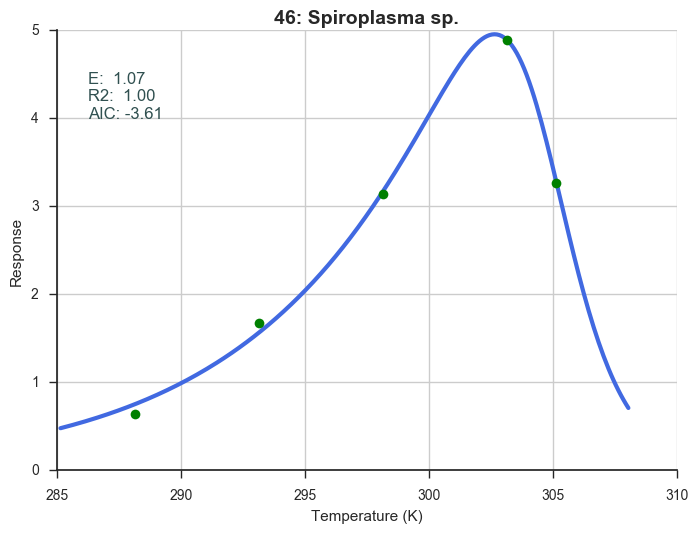 46: Spiroplasma sp.
E:  1.07
R2:  1.00
AIC: -3.61
Response
5
4
3
2
1
0
285 290 295 300 305 310
Temperature (K)